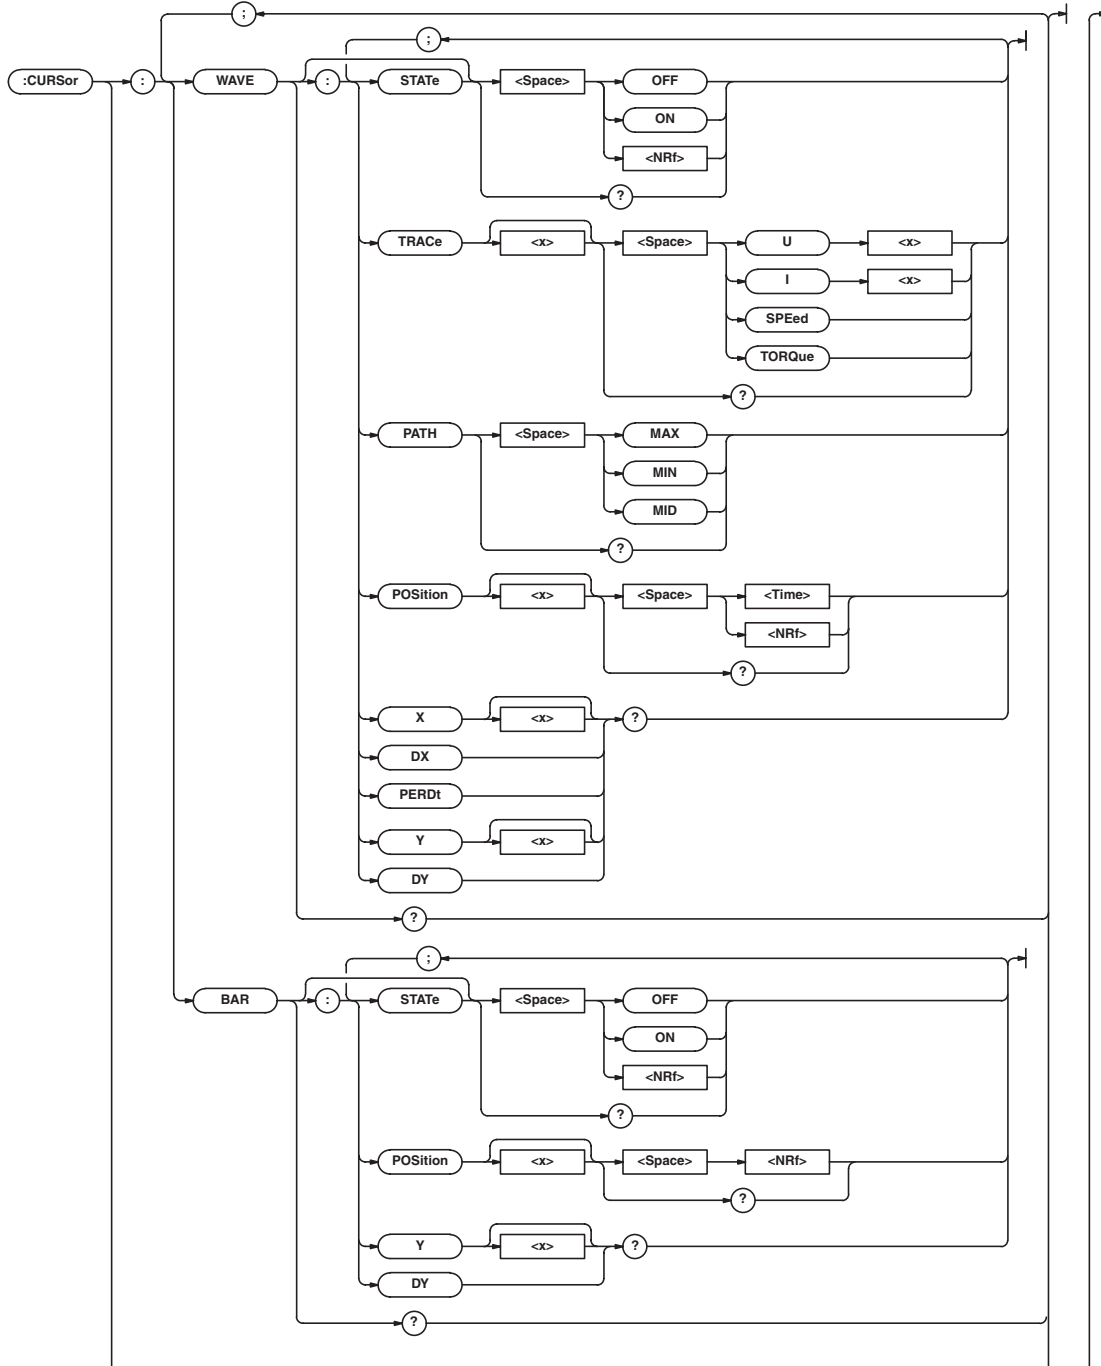 ;
;
:CURSor : WAVE : STATe <Space> OFF
ON
<NRf>
?
TRACe <x> <Space> U <x>
I <x>
SPEed
TORQue
?
PATH <Space> MAX
MIN
MID
?
POSition <x> <Space> <Time>
<NRf>
?
X <x> ?
DX
PERDt
Y <x>
DY
?
;
BAR : STATe <Space> OFF
ON
<NRf>
?
POSition <x> <Space> <NRf>
?
Y <x> ?
DY
?